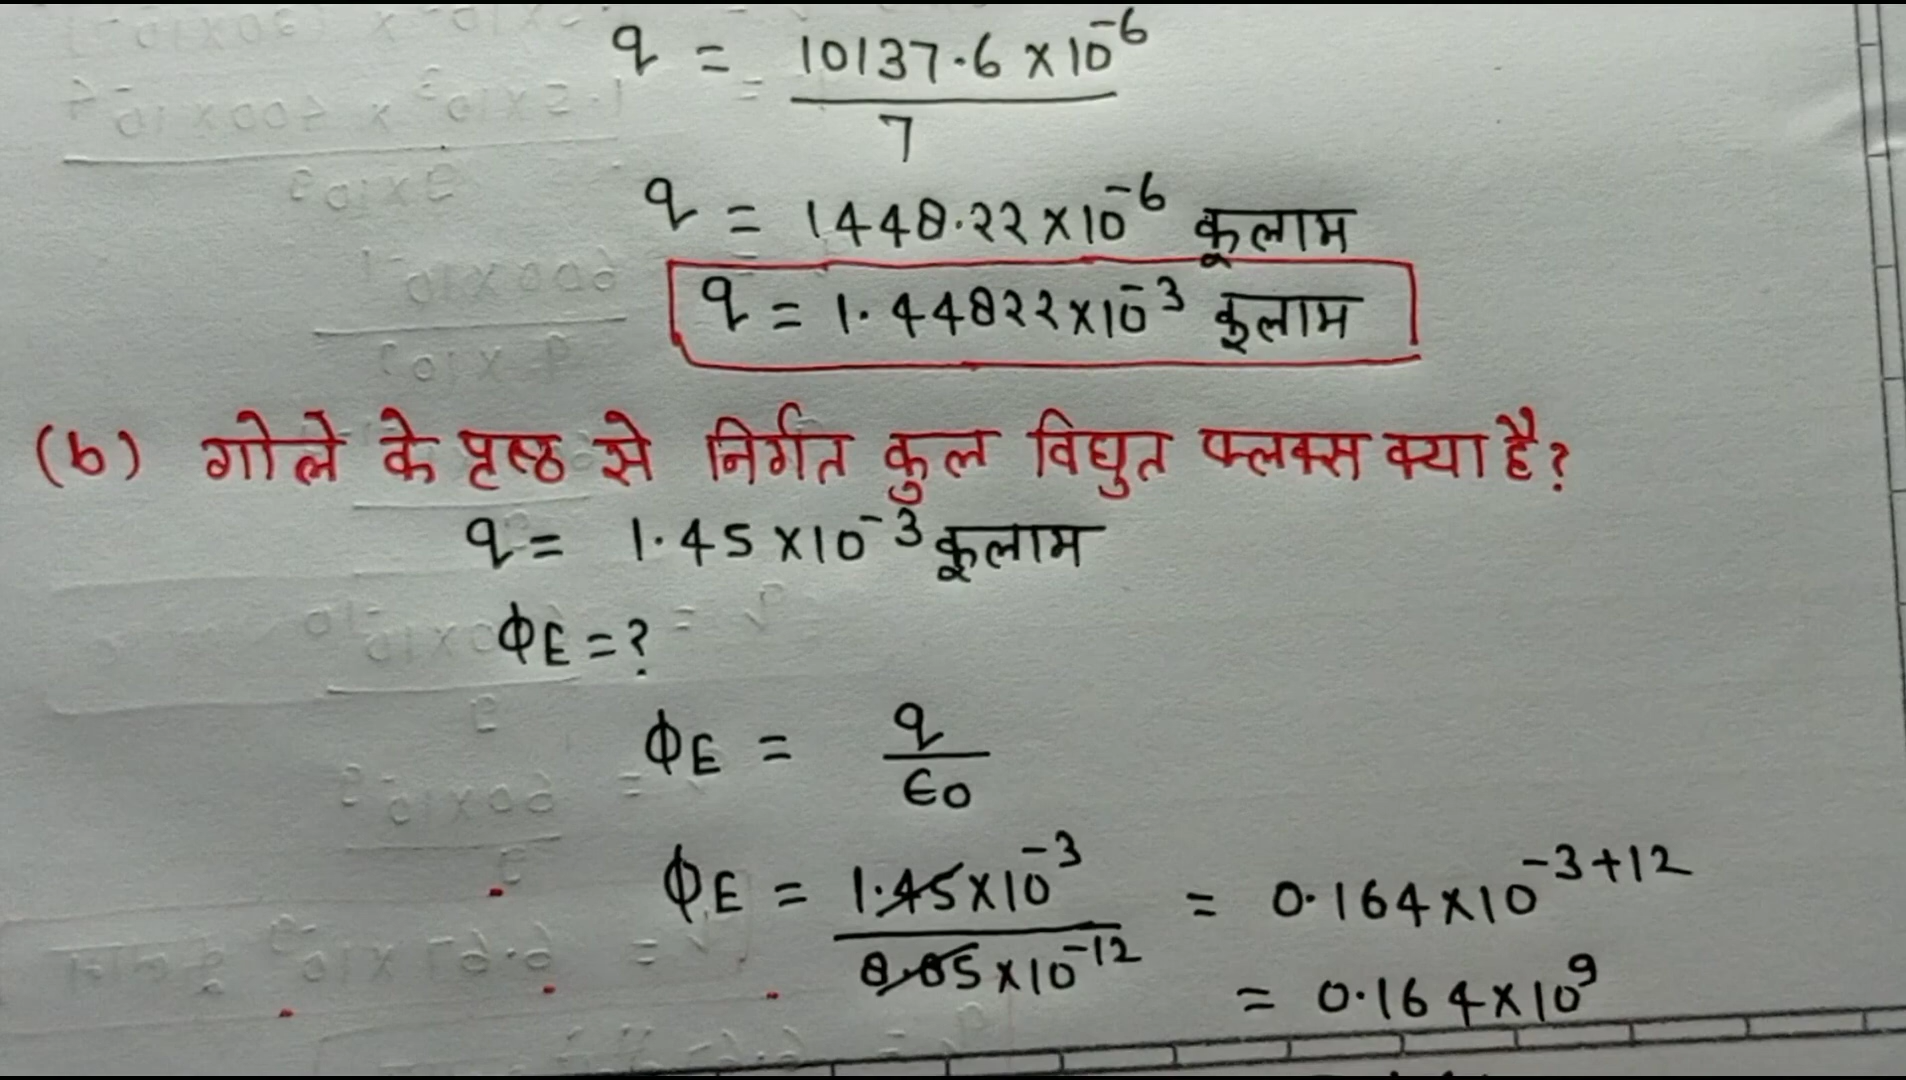 q = 10137.6 × 10⁻⁶
7
q = 1448.22 × 10⁻⁶ कूलाम
q = 1.44822 × 10⁻³ कूलाम
(b) गोले के पृष्ठ से निर्गत कुल विद्युत फ्लक्स क्या है?
q = 1.45 × 10⁻³ कूलाम
ΦE = ?
ΦE = q
ϵ0
ΦE = 1.45 × 10⁻³ = 0.164 × 10⁻³⁺¹²
8.85 × 10⁻¹²
= 0.164 × 10⁹